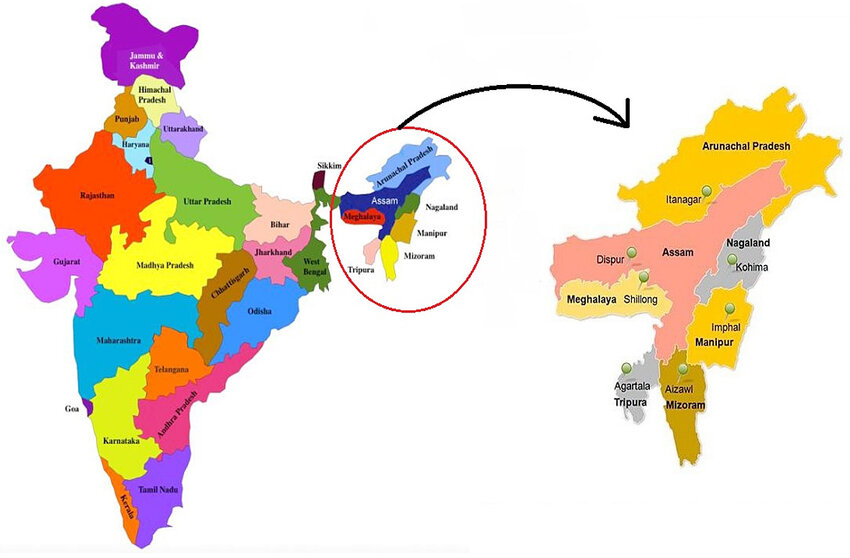 Jammu &
Kashmir
Himachal
Pradesh
Punjab
Uttarakhand
Haryana
Rajasthan
Uttar Pradesh
Sikkim
Arunachal Pradesh
Assam
Nagaland
Meghalaya
Manipur
Tripura
Mizoram
Bihar
Gujarat
Madhya Pradesh
Jharkhand
West
Bengal
Chhattisgarh
Odisha
Maharashtra
Telangana
Goa
Andhra Pradesh
Karnataka
Tamil Nadu
Kerala
Arunachal Pradesh
Itanagar
Assam
Dispur
Nagaland
Kohima
Meghalaya
Shillong
Imphal
Manipur
Agartala
Tripura
Aizawl
Mizoram